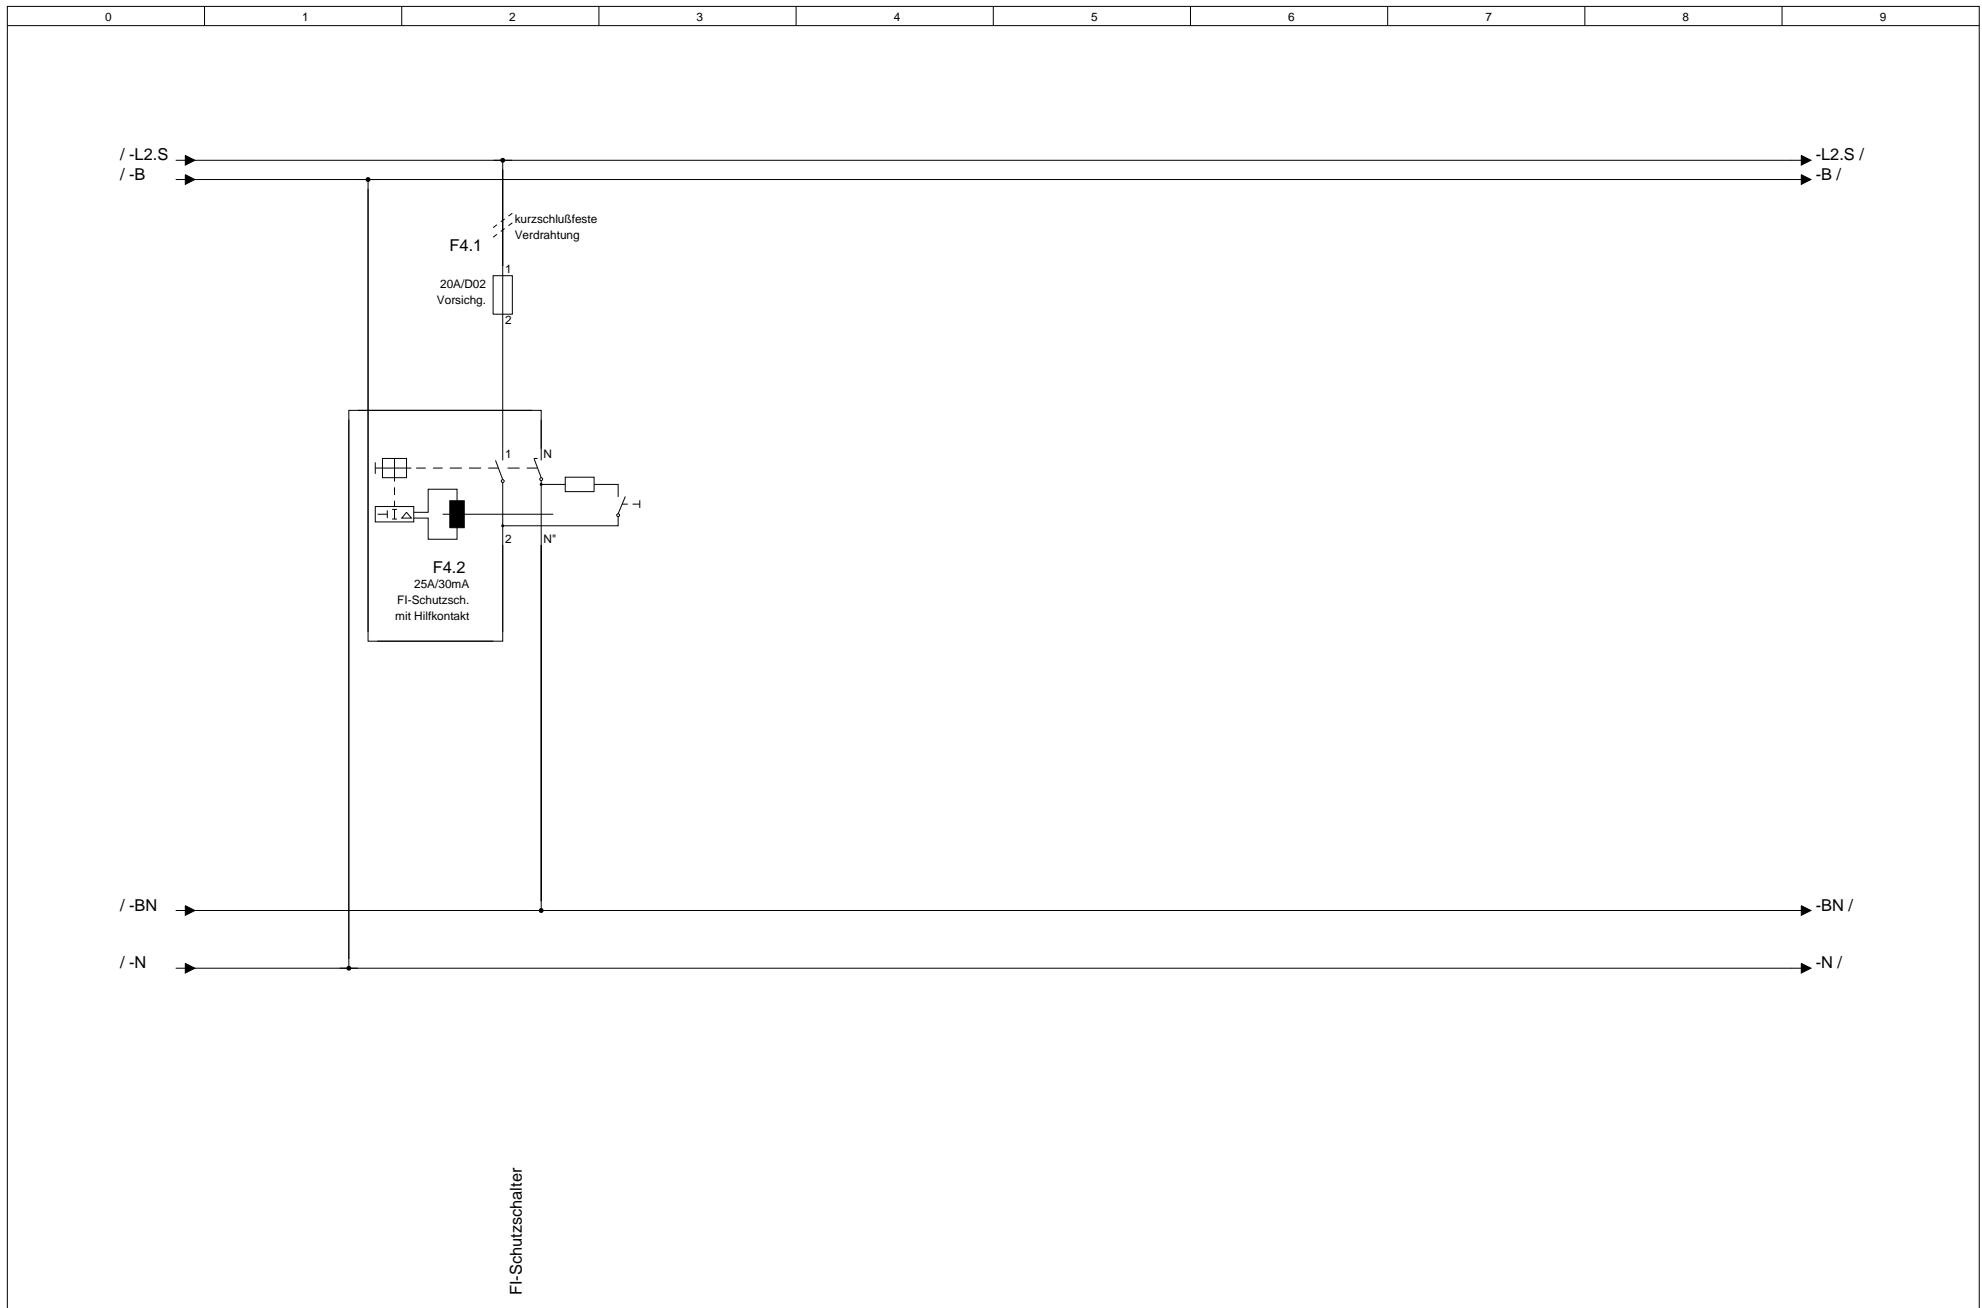 0 1 2 3 4 5 6 7 8 9
/ -L2.S -L2.S /
/ -B -B /
kurzschlußfeste
Verdrahtung
F4.1
1
20A/D02
Vorsichg.
2
1 N
2 N"
F4.2
25A/30mA
FI-Schutzsch.
mit Hilfkontakt
/ -BN -BN /
/ -N -N /
FI-Schutzschalter